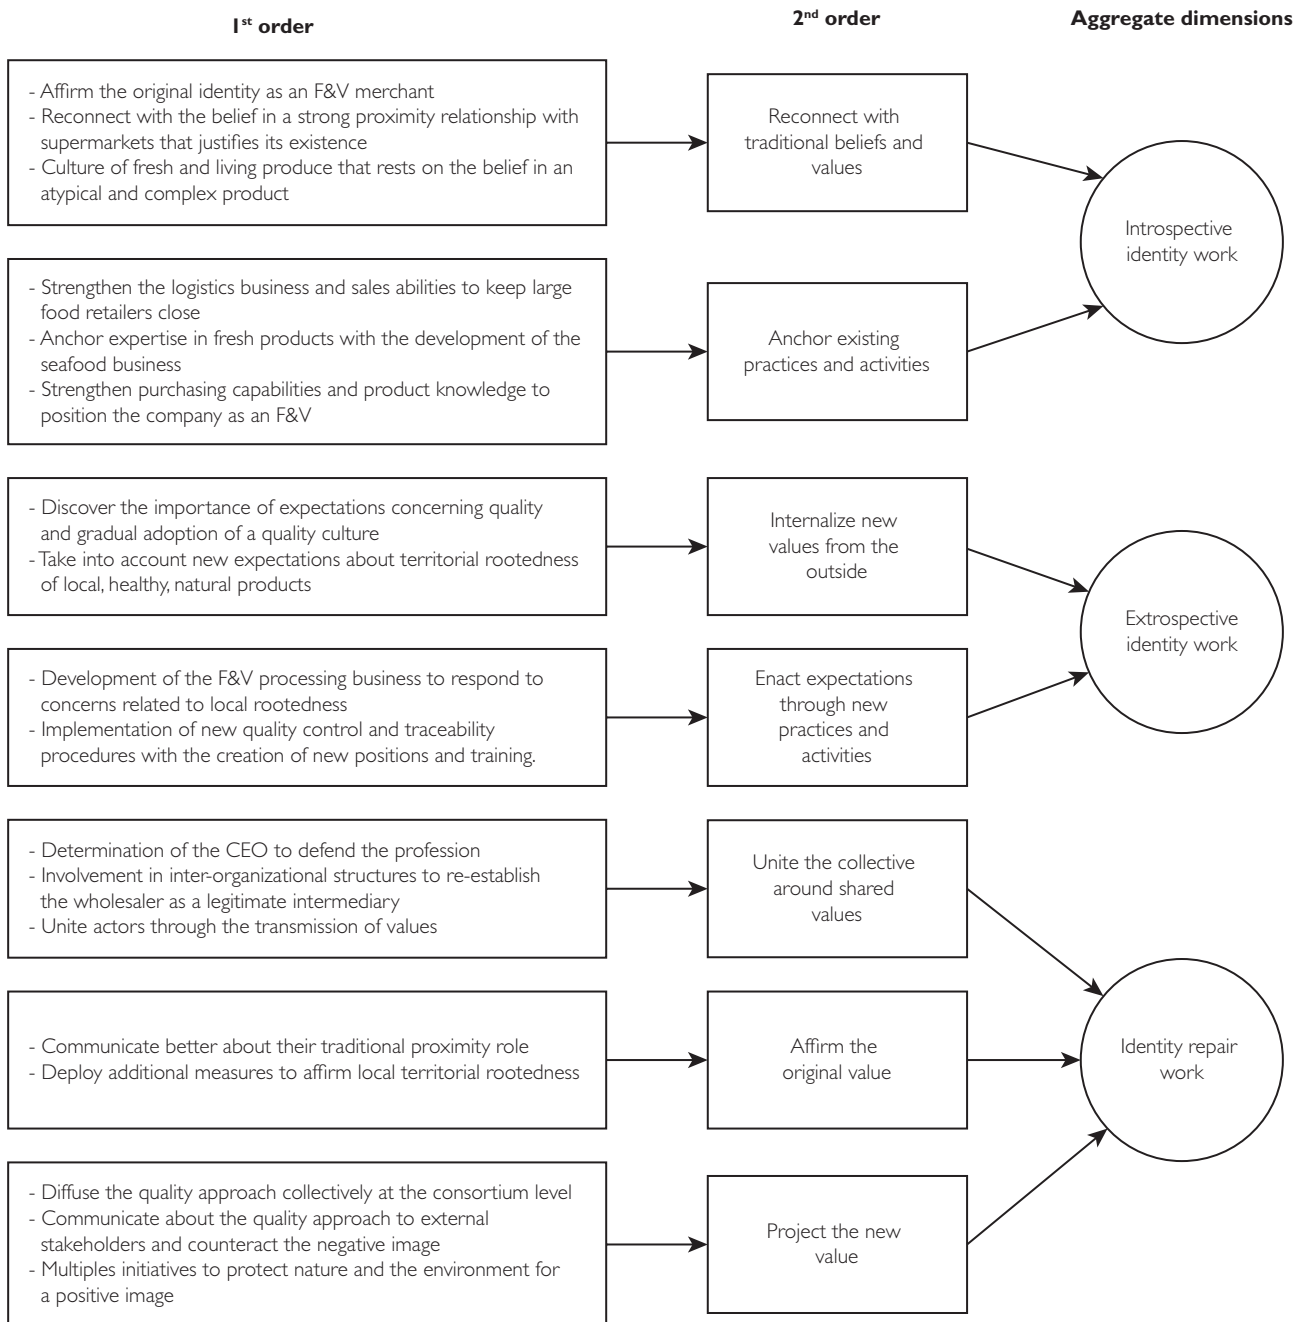 1st order
2nd order
Aggregate dimensions
- Affirm the original identity as an F&V merchant
- Reconnect with the belief in a strong proximity relationship with
supermarkets that justifies its existence
- Culture of fresh and living produce that rests on the belief in an
atypical and complex product
Reconnect with
traditional beliefs and
values
Introspective
identity work
- Strengthen the logistics business and sales abilities to keep large
food retailers close
- Anchor expertise in fresh products with the development of the
seafood business
- Strengthen purchasing capabilities and product knowledge to
position the company as an F&V
Anchor existing
practices and activities
- Discover the importance of expectations concerning quality
and gradual adoption of a quality culture
- Take into account new expectations about territorial rootedness
of local, healthy, natural products
Internalize new
values from the
outside
Extrospective
identity work
- Development of the F&V processing business to respond to
concerns related to local rootedness
- Implementation of new quality control and traceability
procedures with the creation of new positions and training.
Enact expectations
through new
practices and
activities
- Determination of the CEO to defend the profession
- Involvement in inter-organizational structures to re-establish
the wholesaler as a legitimate intermediary
- Unite actors through the transmission of values
Unite the collective
around shared
values
- Communicate better about their traditional proximity role
- Deploy additional measures to affirm local territorial rootedness
Affirm the
original value
Identity repair
work
- Diffuse the quality approach collectively at the consortium level
- Communicate about the quality approach to external
stakeholders and counteract the negative image
- Multiples initiatives to protect nature and the environment for
a positive image
Project the new
value